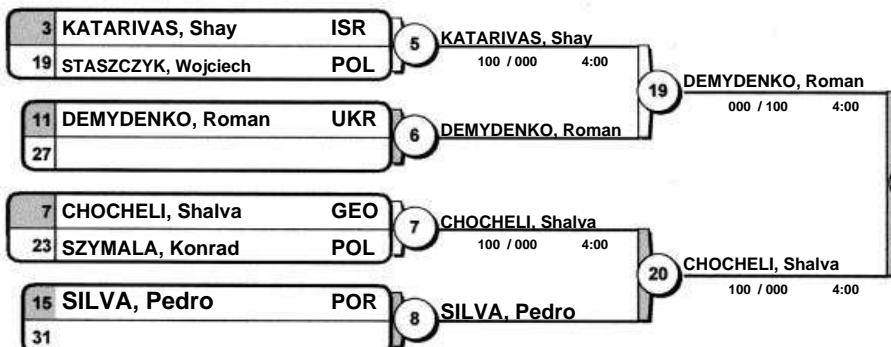 3 KATARIVAS, Shay ISR
19 STASZCZYK, Wojciech POL
5
KATARIVAS, Shay
100 / 000 4:00
11 DEMYDENKO, Roman UKR
27
6
DEMYDENKO, Roman
19
DEMYDENKO, Roman
000 / 100 4:00
7 CHOCHELI, Shalva GEO
23 SZYMALA, Konrad POL
7
CHOCHELI, Shalva
100 / 000 4:00
15 SILVA, Pedro POR
31
8
SILVA, Pedro
20
CHOCHELI, Shalva
100 / 000 4:00